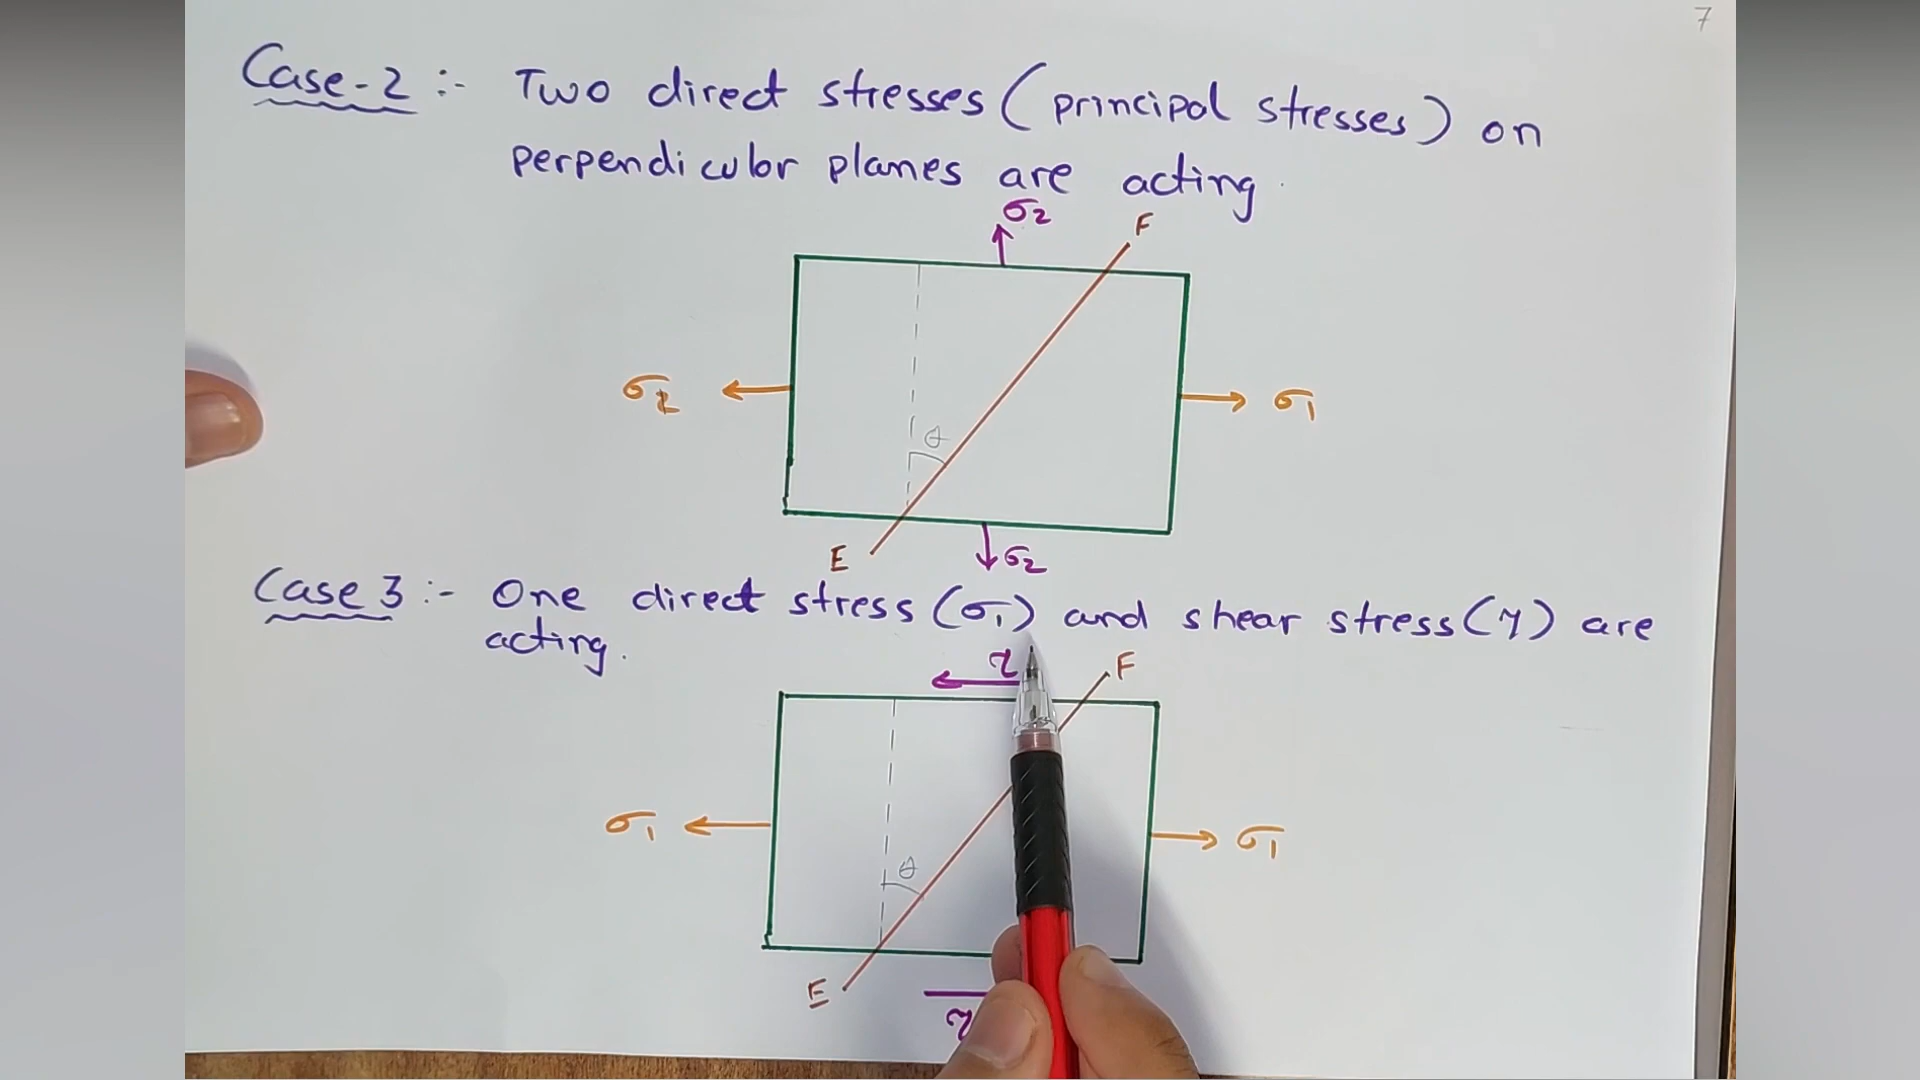 7
Case-2 :- Two direct stresses (principal stresses) on
perpendicular planes are acting.
σ2
F
σ2
σ1
θ
E
σ2
Case 3 :- One direct stress (σ1) and shear stress (τ) are
acting.
τ
F
σ1
σ1
θ
E
τ